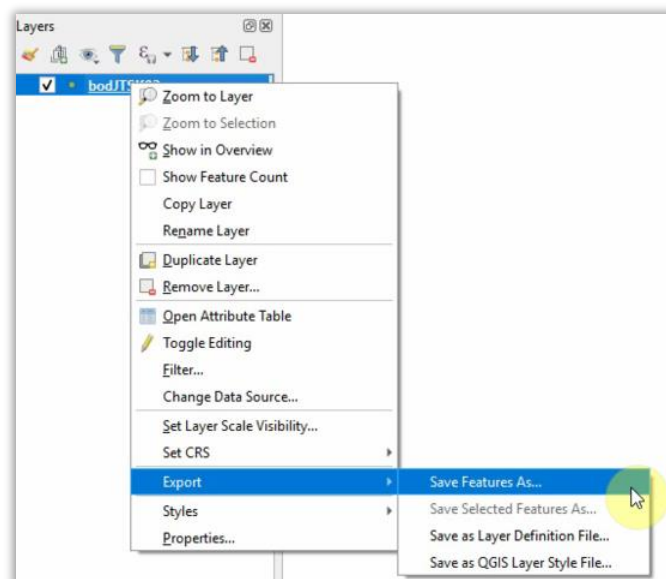 Layers
bodJTSK03
Zoom to Layer
Zoom to Selection
Show in Overview
Show Feature Count
Copy Layer
Rename Layer
Duplicate Layer
Remove Layer...
Open Attribute Table
Toggle Editing
Filter...
Change Data Source...
Set Layer Scale Visibility...
Set CRS
Export
Save Features As...
Styles
Save Selected Features As...
Properties...
Save as Layer Definition File...
Save as QGIS Layer Style File...